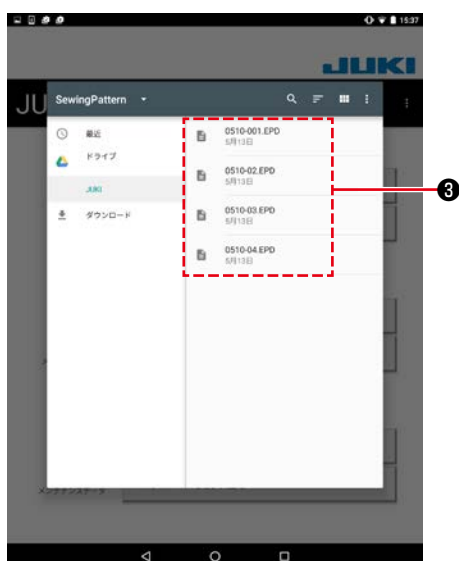 15:37
JUKI
JU
SewingPattern
最近
ドライブ
JUKI
ダウンロード
0510-001.EPD
5月13日
0510-02.EPD
5月13日
0510-03.EPD
5月13日
0510-04.EPD
5月13日
❸
メンテナンスデータ